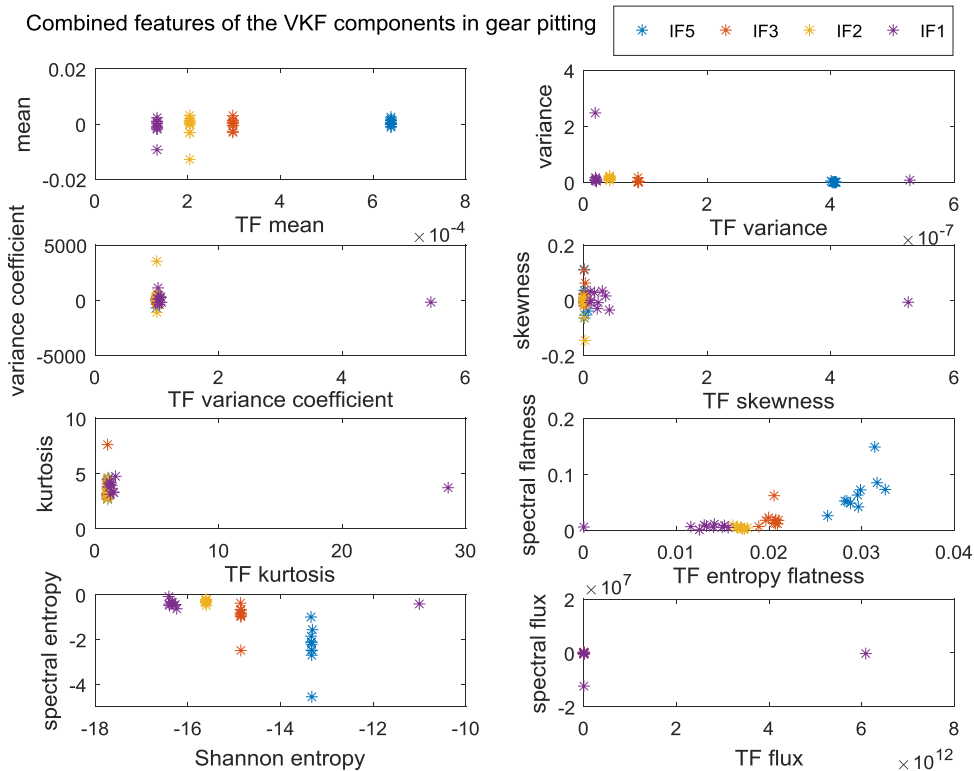 Combined features of the VKF components in gear pitting
IF5 IF3 IF2 IF1
0.02
0
-0.02
mean
0 2 4 6 8
TF mean
× 10-4
4
2
0
variance
0 2 4 6
TF variance
× 10-7
5000
0
-5000
variance coefficient
0 2 4 6
TF variance coefficient
0.2
0
-0.2
skewness
0 2 4 6
TF skewness
10
5
0
kurtosis
0 10 20 30
TF kurtosis
0.2
0.1
0
spectral flatness
0 0.01 0.02 0.03 0.04
TF entropy flatness
0
-2
-4
spectral entropy
-18 -16 -14 -12 -10
Shannon entropy
× 107
2
0
-2
spectral flux
0 2 4 6 8
TF flux
× 1012